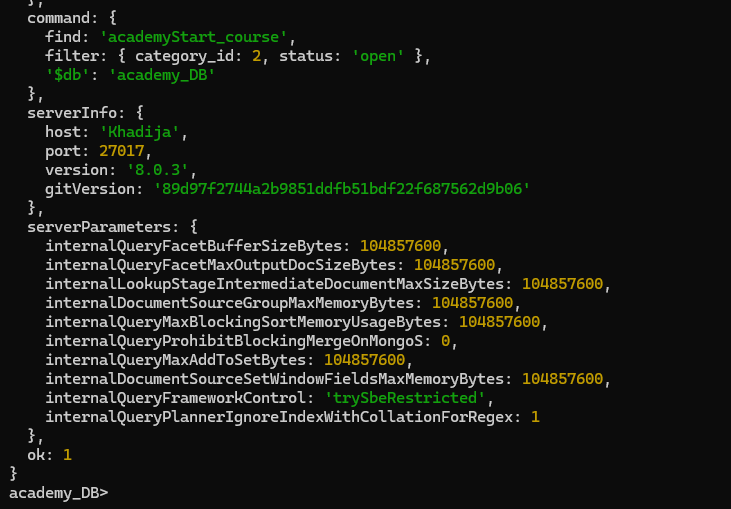 },
  command: {
    find: 'academyStart_course',
    filter: { category_id: 2, status: 'open' },
    '$db': 'academy_DB'
  },
  serverInfo: {
    host: 'Khadija',
    port: 27017,
    version: '8.0.3',
    gitVersion: '89d97f2744a2b9851ddfb51bdf22f687562d9b06'
  },
  serverParameters: {
    internalQueryFacetBufferSizeBytes: 104857600,
    internalQueryFacetMaxOutputDocSizeBytes: 104857600,
    internalLookupStageIntermediateDocumentMaxSizeBytes: 104857600,
    internalDocumentSourceGroupMaxMemoryBytes: 104857600,
    internalQueryMaxBlockingSortMemoryUsageBytes: 104857600,
    internalQueryProhibitBlockingMergeOnMongoS: 0,
    internalQueryMaxAddToSetBytes: 104857600,
    internalDocumentSourceSetWindowFieldsMaxMemoryBytes: 104857600,
    internalQueryFrameworkControl: 'trySbeRestricted',
    internalQueryPlannerIgnoreIndexWithCollationForRegex: 1
  },
  ok: 1
}
academy_DB>